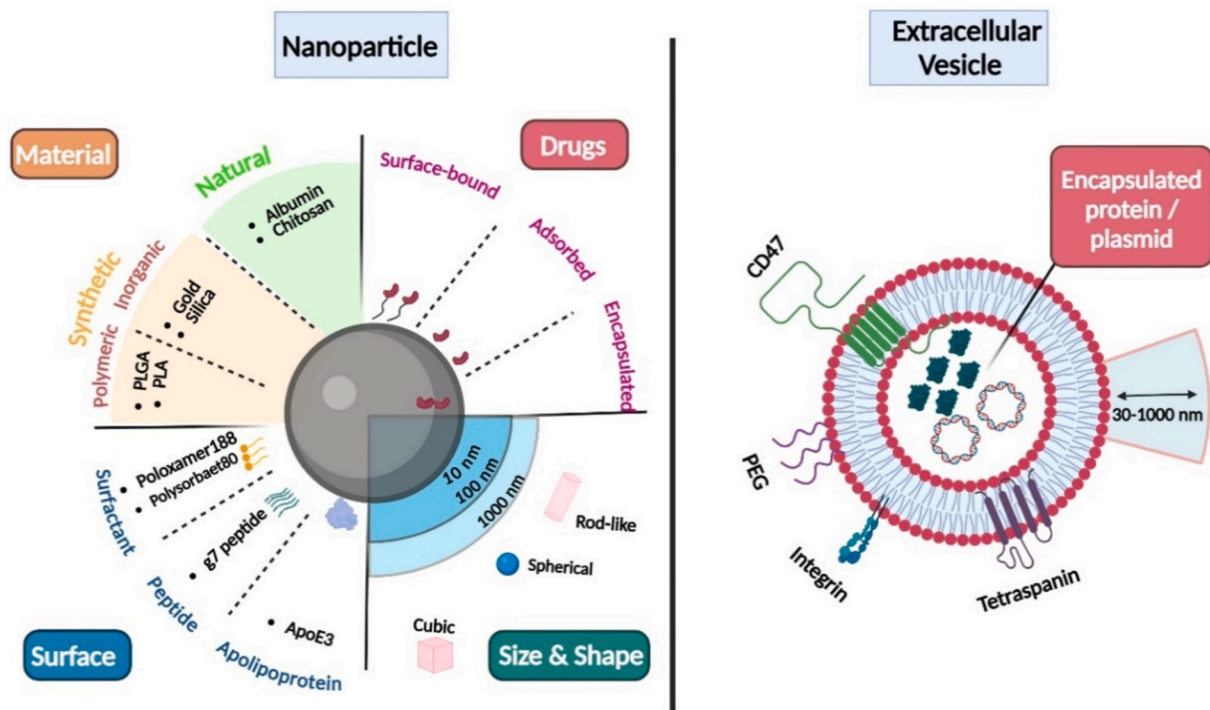 Nanoparticle
Material
Natural
Albumin
Chitosan
Synthetic
Inorganic
Gold
Silica
Polymeric
PLGA
PLA
Drugs
Surface-bound
Adsorbed
Encapsulated
Surfactant
Poloxamer188
Polysorbaet80
Peptide
g7 peptide
Apolipoprotein
ApoE3
Surface
10 nm
100 nm
1000 nm
Rod-like
Spherical
Cubic
Size & Shape
Extracellular
Vesicle
Encapsulated
protein /
plasmid
CD47
30-1000 nm
PEG
Integrin
Tetraspanin